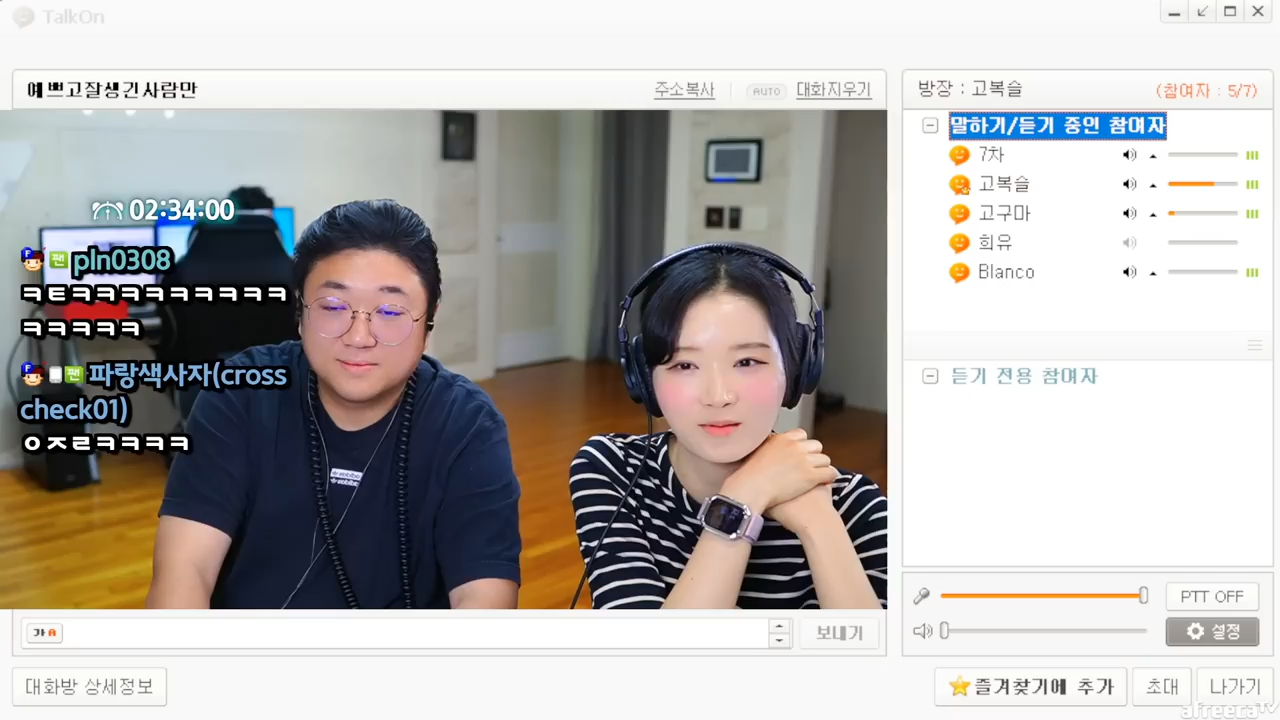 TalkOn
예쁘고잘생긴사람만
주소복사
AUTO
대화지우기
방장 : 고복슬
(참여자 : 5/7)
말하기/듣기 중인 참여자
7차
고복슬
고구마
희유
Blanco
듣기 전용 참여자
02:34:00
팬 pln0308
ㅋㅌㅋㅋㅋㅋㅋㅋㅋㅋㅋ
ㅋㅋㅋㅋㅋ
팬 파랑색사자(cross
check01)
ㅇㅈㄹㅋㅋㅋㅋ
가A
보내기
PTT OFF
설정
대화방 상세정보
즐겨찾기에 추가
초대
나가기
afreecaTV